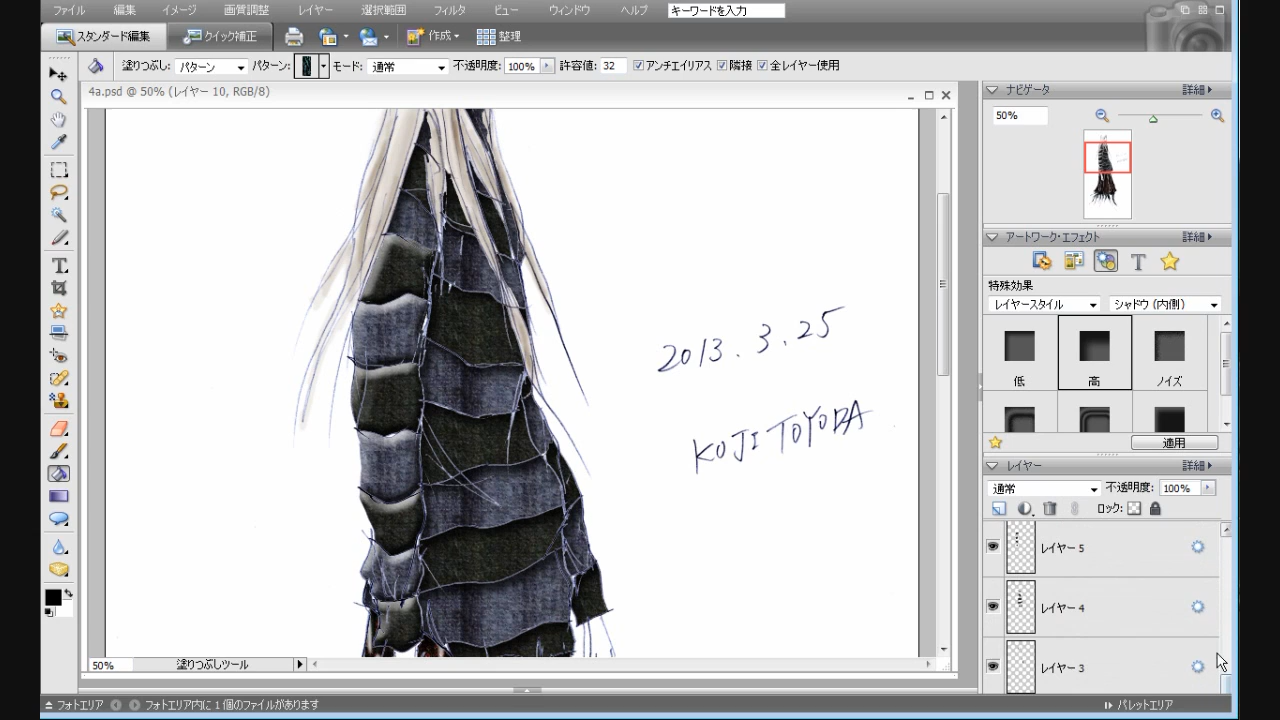 ファイル 編集 イメージ 画質調整 レイヤー 選択範囲 フィルタ ビュー ウィンドウ ヘルプ キーワードを入力
スタンダード編集 クイック補正 作成 整理
塗りつぶし: パターン パターン: モード: 通常 不透明度: 100% 許容値: 32 アンチエイリアス 隣接 全レイヤー使用
4a.psd @ 50% (レイヤー 10, RGB/8)
2013.3.25
KOJI TOYODA
50% 塗りつぶしツール
ナビゲータ 詳細
50%
アートワーク・エフェクト 詳細
特殊効果
レイヤースタイル シャドウ (内側)
低 高 ノイズ
適用
レイヤー 詳細
通常 不透明度: 100%
ロック:
レイヤー 5
レイヤー 4
レイヤー 3
フォトエリア フォトエリア内に 1 個のファイルがあります パレットエリア